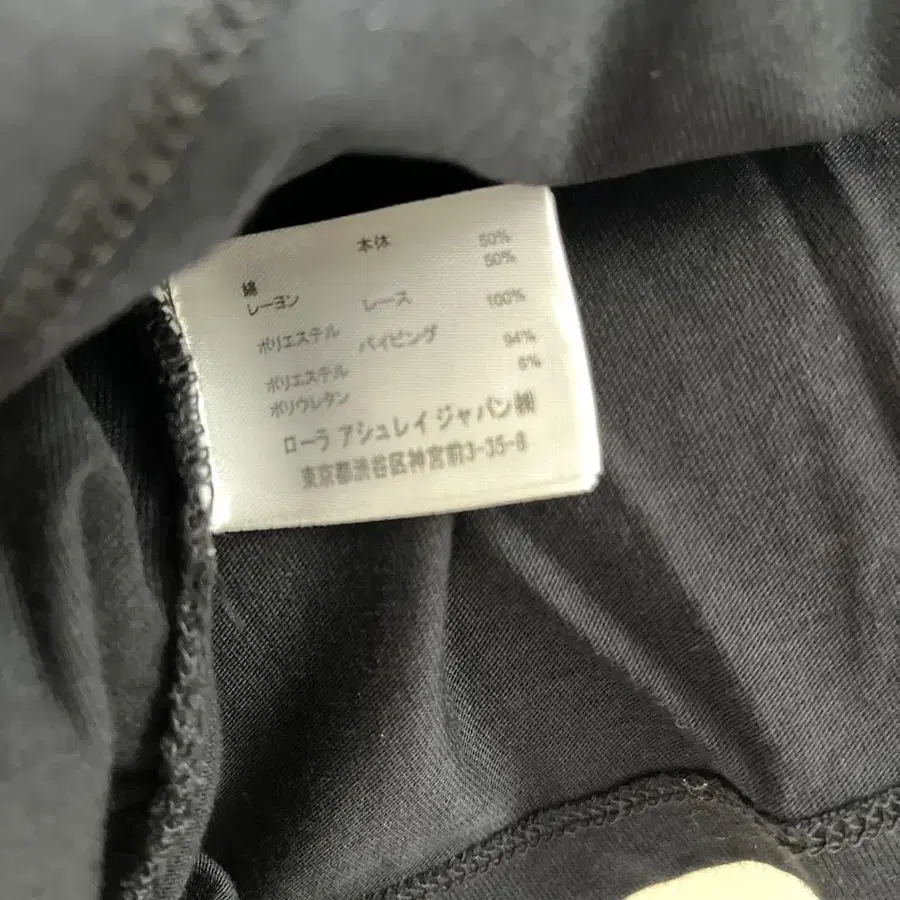 本体
綿 50%
レーヨン 50%
レース
ポリエステル 100%
パイピング
ポリエステル 94%
ポリウレタン 6%
ローラ アシュレイ ジャパン㈱
東京都渋谷区神宮前3-35-8